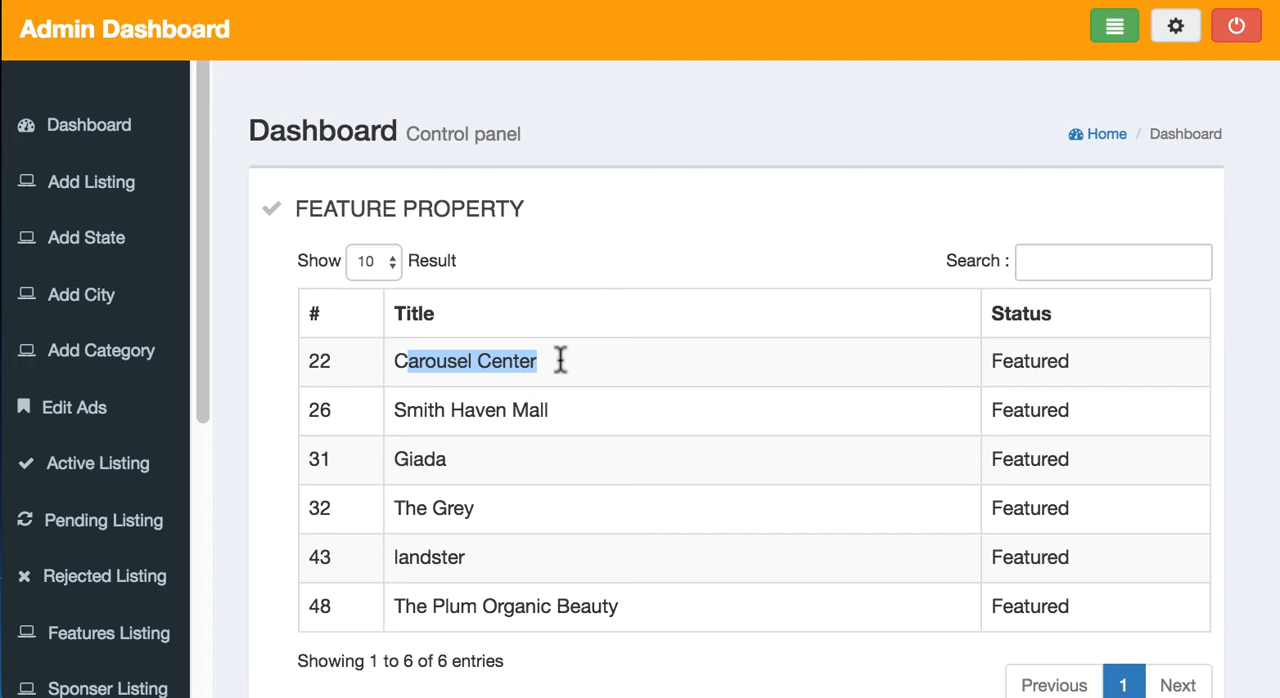 Admin Dashboard
Dashboard
Add Listing
Add State
Add City
Add Category
Edit Ads
Active Listing
Pending Listing
Rejected Listing
Features Listing
Sponser Listing
Dashboard Control panel
Home / Dashboard
FEATURE PROPERTY
Show 10 Result
Search :
# Title Status
22 Carousel Center Featured
26 Smith Haven Mall Featured
31 Giada Featured
32 The Grey Featured
43 landster Featured
48 The Plum Organic Beauty Featured
Showing 1 to 6 of 6 entries
Previous 1 Next